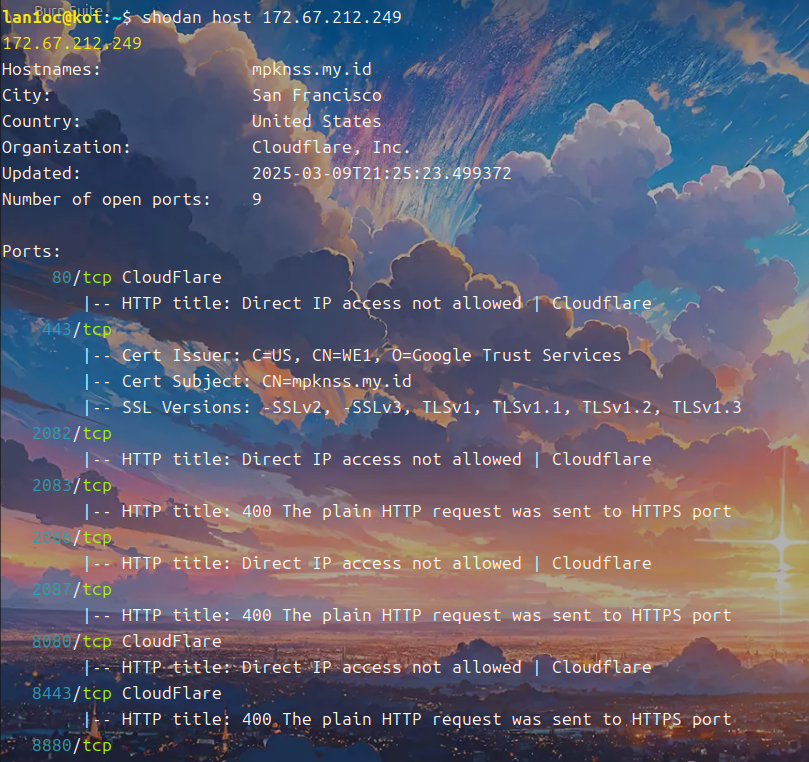 Burp Suite
lan1oc@kot:~$ shodan host 172.67.212.249
172.67.212.249
Hostnames: mpknss.my.id
City: San Francisco
Country: United States
Organization: Cloudflare, Inc.
Updated: 2025-03-09T21:25:23.499372
Number of open ports: 9
Ports:
80/tcp CloudFlare
|-- HTTP title: Direct IP access not allowed | Cloudflare
443/tcp
|-- Cert Issuer: C=US, CN=WE1, O=Google Trust Services
|-- Cert Subject: CN=mpknss.my.id
|-- SSL Versions: -SSLv2, -SSLv3, TLSv1, TLSv1.1, TLSv1.2, TLSv1.3
2082/tcp
|-- HTTP title: Direct IP access not allowed | Cloudflare
2083/tcp
|-- HTTP title: 400 The plain HTTP request was sent to HTTPS port
2086/tcp
|-- HTTP title: Direct IP access not allowed | Cloudflare
2087/tcp
|-- HTTP title: 400 The plain HTTP request was sent to HTTPS port
8080/tcp CloudFlare
|-- HTTP title: Direct IP access not allowed | Cloudflare
8443/tcp CloudFlare
|-- HTTP title: 400 The plain HTTP request was sent to HTTPS port
8880/tcp